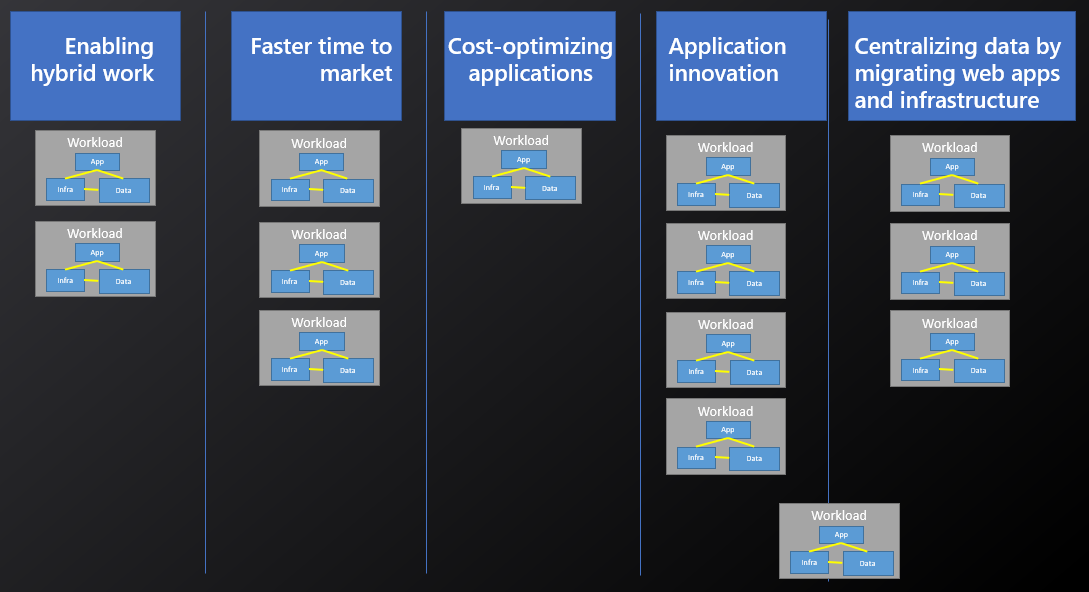 Enabling
hybrid work
Workload
App
Infra
Data
Workload
App
Infra
Data
Faster time to
market
Workload
App
Infra
Data
Workload
App
Infra
Data
Workload
App
Infra
Data
Cost-optimizing
applications
Workload
App
Infra
Data
Application
innovation
Workload
App
Infra
Data
Workload
App
Infra
Data
Workload
App
Infra
Data
Workload
App
Infra
Data
Centralizing data by
migrating web apps
and infrastructure
Workload
App
Infra
Data
Workload
App
Infra
Data
Workload
App
Infra
Data
Workload
App
Infra
Data